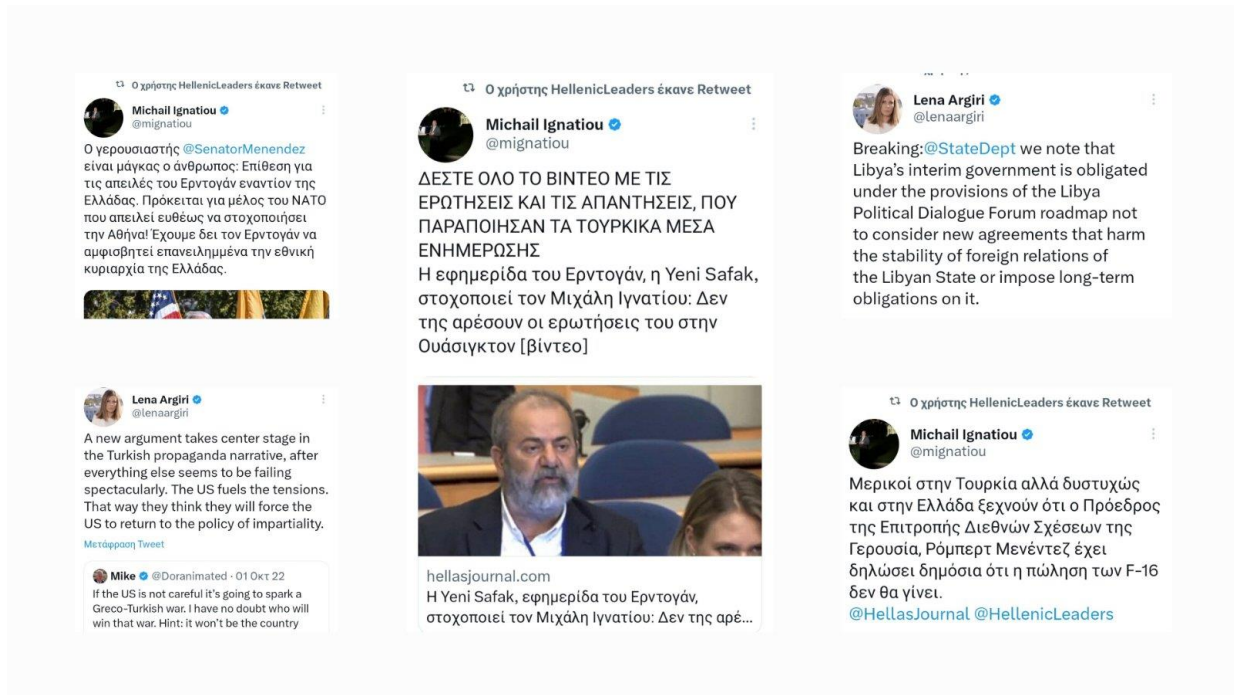 Ο χρήστης HellenicLeaders έκανε Retweet
Michail Ignatiou
@mignatiou
Ο γερουσιαστής @SenatorMenendez
είναι μάγκας ο άνθρωπος: Επίθεση για
τις απειλές του Ερντογάν εναντίον της
Ελλάδας. Πρόκειται για μέλος του ΝΑΤΟ
που απειλεί ευθέως να στοχοποιήσει
την Αθήνα! Έχουμε δει τον Ερντογάν να
αμφισβητεί επανειλημμένα την εθνική
κυριαρχία της Ελλάδας.
Lena Argiri
@lenaargiri
A new argument takes center stage in
the Turkish propaganda narrative, after
everything else seems to be failing
spectacularly. The US fuels the tensions.
That way they think they will force the
US to return to the policy of impartiality.
Μετάφραση Tweet
Mike @Doranimated · 01 Οκτ 22
If the US is not careful it's going to spark a
Greco-Turkish war. I have no doubt who will
win that war. Hint: it won't be the country
Ο χρήστης HellenicLeaders έκανε Retweet
Michail Ignatiou
@mignatiou
ΔΕΣΤΕ ΟΛΟ ΤΟ ΒΙΝΤΕΟ ΜΕ ΤΙΣ
ΕΡΩΤΗΣΕΙΣ ΚΑΙ ΤΙΣ ΑΠΑΝΤΗΣΕΙΣ, ΠΟΥ
ΠΑΡΑΠΟΙΗΣΑΝ ΤΑ ΤΟΥΡΚΙΚΑ ΜΕΣΑ
ΕΝΗΜΕΡΩΣΗΣ
Η εφημερίδα του Ερντογάν, η Yeni Safak,
στοχοποιεί τον Μιχάλη Ιγνατίου: Δεν
της αρέσουν οι ερωτήσεις του στην
Ουάσιγκτον [βίντεο]
hellasjournal.com
Η Yeni Safak, εφημερίδα του Ερντογάν,
στοχοποιεί τον Μιχάλη Ιγνατίου: Δεν της αρέ...
Lena Argiri
@lenaargiri
Breaking:@StateDept we note that
Libya's interim government is obligated
under the provisions of the Libya
Political Dialogue Forum roadmap not
to consider new agreements that harm
the stability of foreign relations of
the Libyan State or impose long-term
obligations on it.
Ο χρήστης HellenicLeaders έκανε Retweet
Michail Ignatiou
@mignatiou
Μερικοί στην Τουρκία αλλά δυστυχώς
και στην Ελλάδα ξεχνούν ότι ο Πρόεδρος
της Επιτροπής Διεθνών Σχέσεων της
Γερουσία, Ρόμπερτ Μενέντεζ έχει
δηλώσει δημόσια ότι η πώληση των F-16
δεν θα γίνει.
@HellasJournal @HellenicLeaders